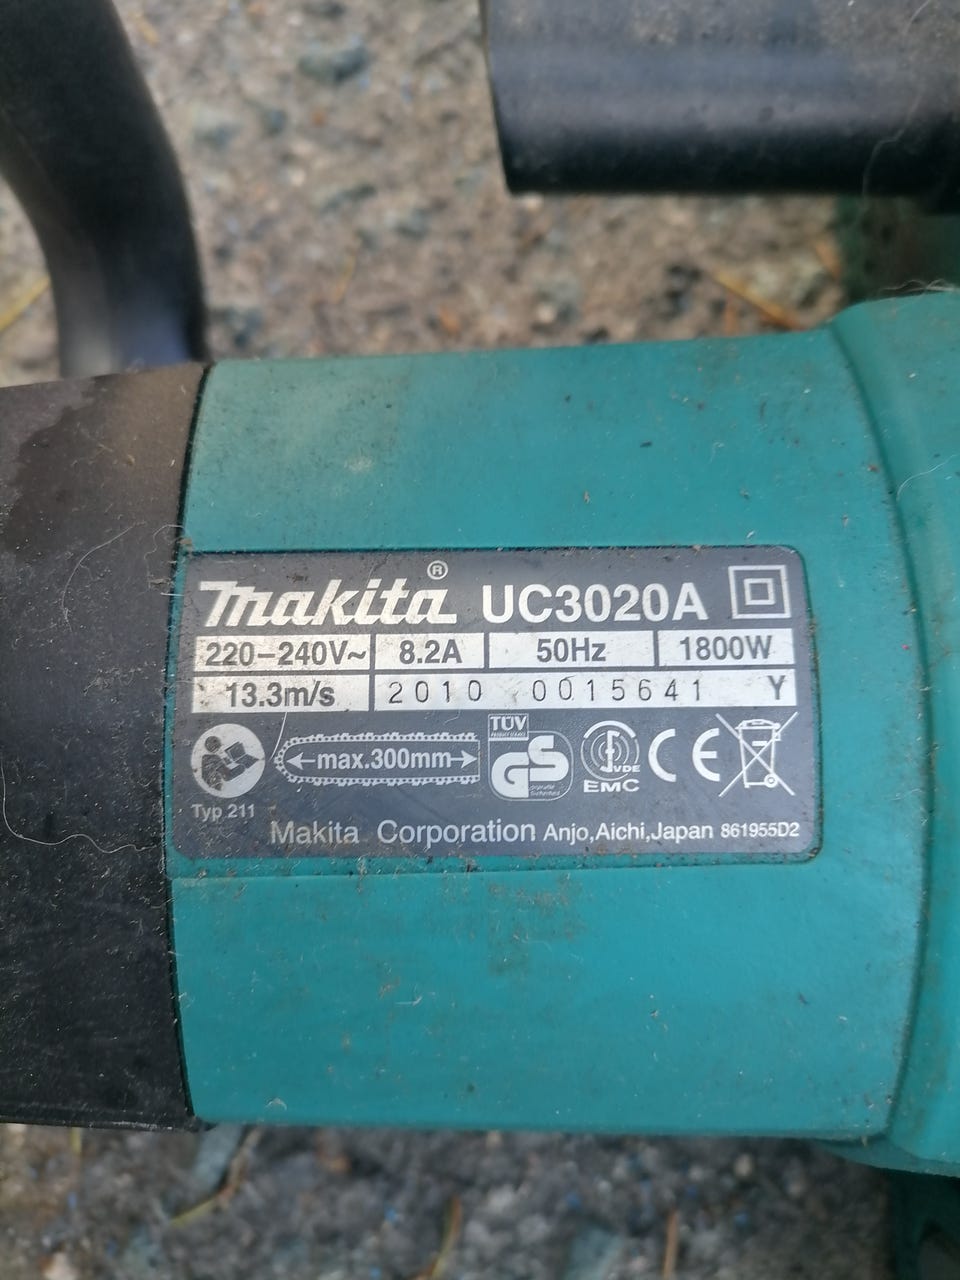 makita® UC3020A
220–240V~ 8.2A 50Hz 1800W
13.3m/s 2010 0015641 Y
TÜV
max.300mm GS VDE CE
EMC
Typ 211
Makita Corporation Anjo,Aichi,Japan 861955D2